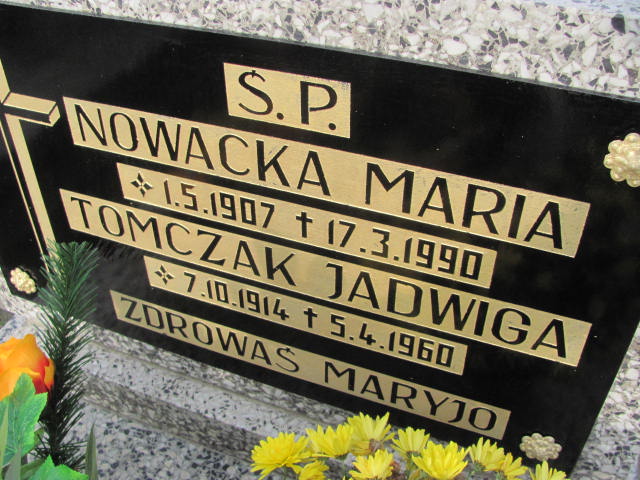 Ś.P.
NOWACKA MARIA
1.5.1907 † 17.3.1990
TOMCZAK JADWIGA
7.10.1914 † 5.4.1960
ZDROWAŚ MARYJO